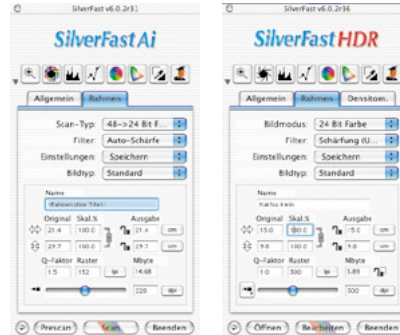 SilverFast v6.0.2r31
SilverFastAi
Allgemein Rahmen
Scan-Typ: 48->24 Bit F...
Filter: Auto-Schärfe
Einstellungen: Speichern
Bildtyp: Standard
Name
Original Skal.% Ausgabe
21.4 100.0 21.4 cm
29.7 100.0 29.7 cm
Q-Faktor Raster Mbyte
1.5 152 lpi 14.68
228 dpi
Prescan Scan Beenden
SilverFast v6.0.2r36
SilverFastHDR
Allgemein Rahmen Densitom.
Bildmodus: 24 Bit Farbe
Filter: Schärfung (U...
Einstellungen: Speichern
Bildtyp: Standard
Name
Original Skal.% Ausgabe
15.0 100.0 15.0 cm
9.8 100.0 9.8 cm
Q-Faktor Raster Mbyte
1.0 300 lpi 5.89
300 dpi
Öffnen Bearbeiten Beenden